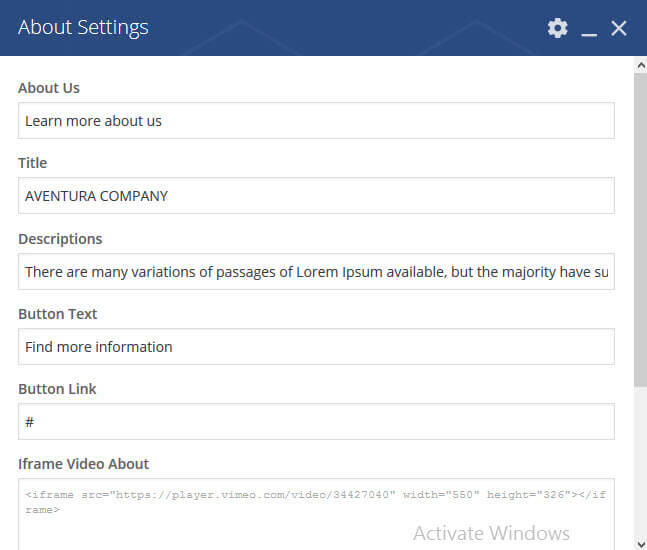 About Settings
About Us
Learn more about us
Title
AVENTURA COMPANY
Descriptions
There are many variations of passages of Lorem Ipsum available, but the majority have su
Button Text
Find more information
Button Link
#
Iframe Video About
<iframe src="https://player.vimeo.com/video/34427040" width="550" height="326"></if
rame>
Activate Windows